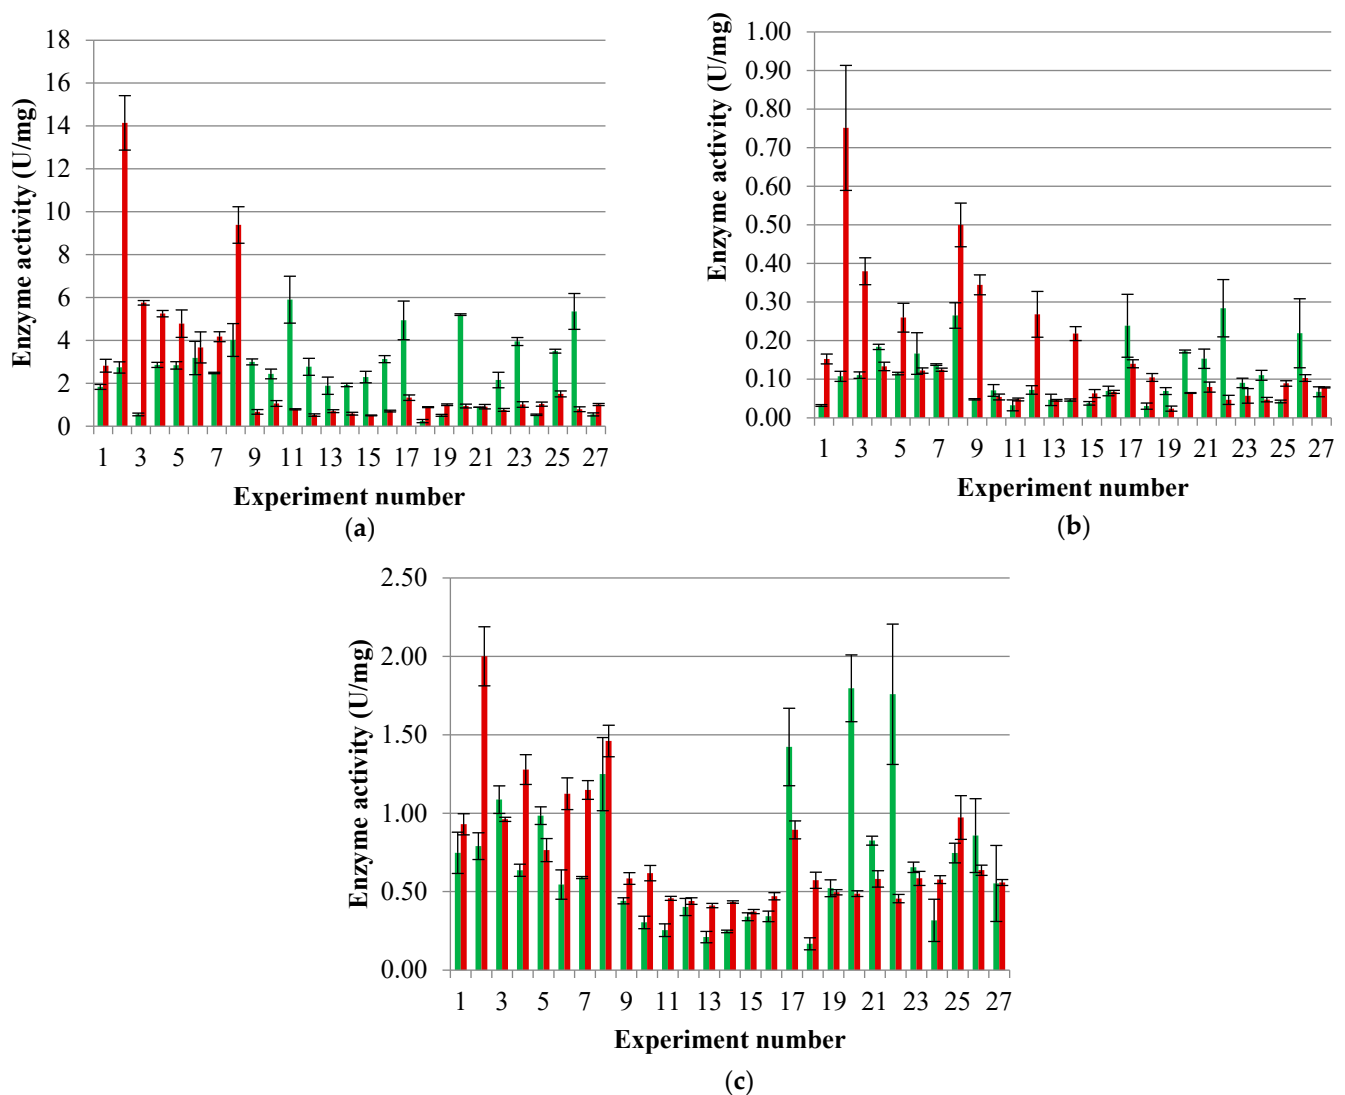 Enzyme activity (U/mg)
18
16
14
12
10
8
6
4
2
0
1 3 5 7 9 11 13 15 17 19 21 23 25 27
Experiment number
(a)
Enzyme activity (U/mg)
1.00
0.90
0.80
0.70
0.60
0.50
0.40
0.30
0.20
0.10
0.00
1 3 5 7 9 11 13 15 17 19 21 23 25 27
Experiment number
(b)
Enzyme activity (U/mg)
2.50
2.00
1.50
1.00
0.50
0.00
1 3 5 7 9 11 13 15 17 19 21 23 25 27
Experiment number
(c)